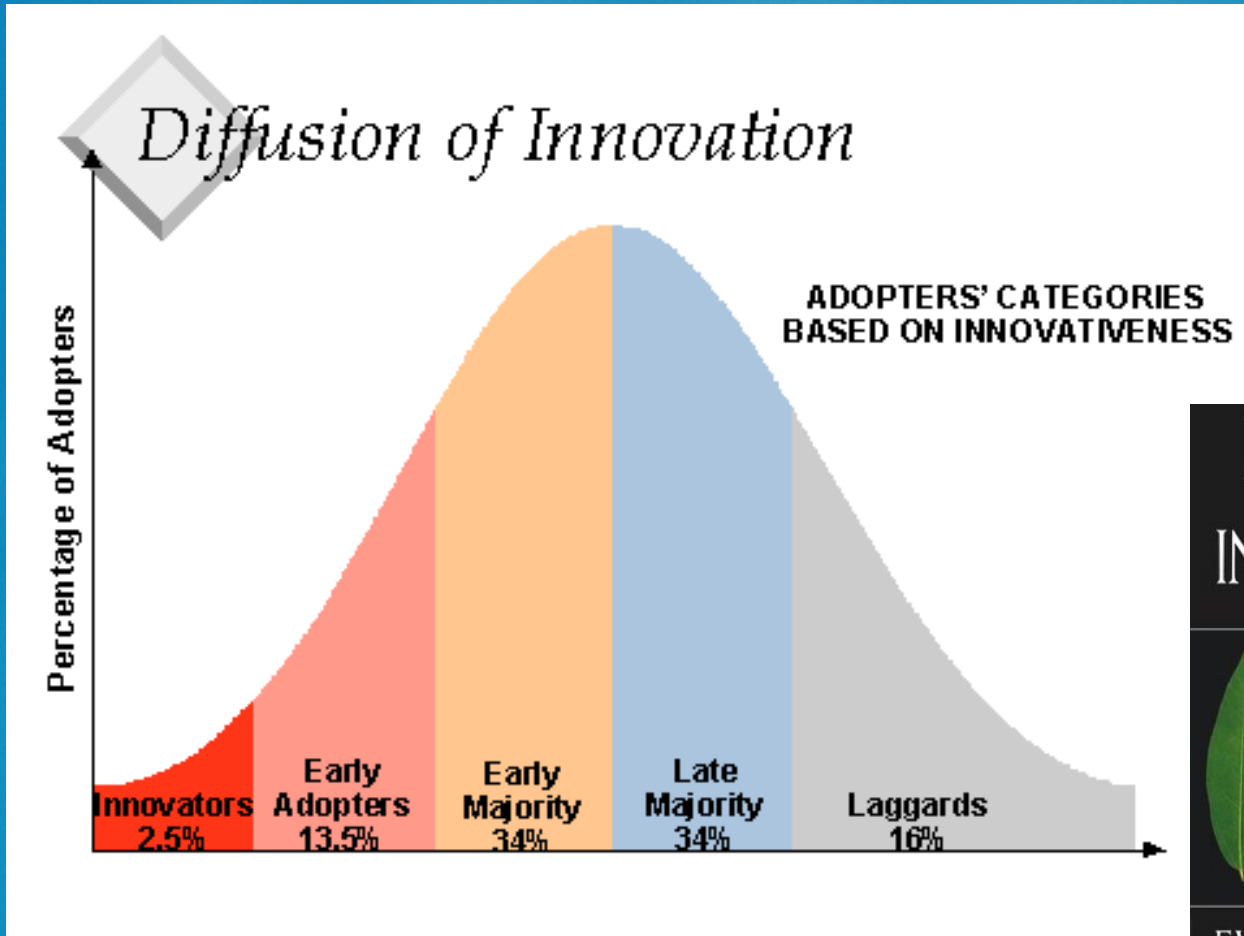 Diffusion of Innovation
ADOPTERS’ CATEGORIES
BASED ON INNOVATIVENESS
Percentage of Adopters
Innovators
2.5%
Early
Adopters
13.5%
Early
Majority
34%
Late
Majority
34%
Laggards
16%
IN